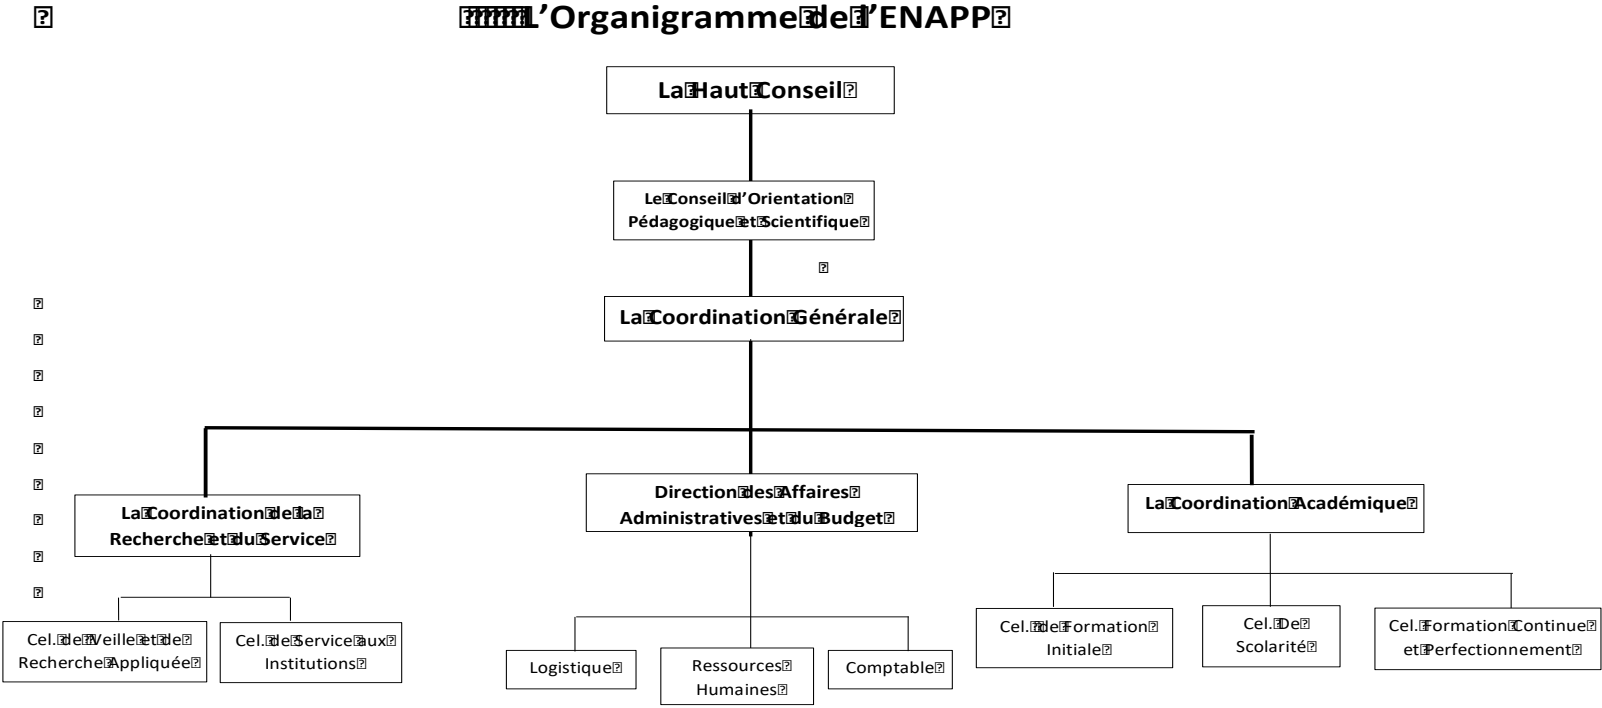 L'Organigramme de l'ENAPP
La Haut Conseil
Le Conseil d'Orientation
Pédagogique et Scientifique
La Coordination Générale
Direction des Affaires
Administratives et du Budget
La Coordination de la
Recherche et du Service
La Coordination Académique
Cel. de Veille et de
Recherche Appliquée
Cel. de Service aux
Institutions
Logistique
Ressources
Humaines
Comptable
Cel. de Formation
Initiale
Cel. De
Scolarité
Cel. Formation Continue
et Perfectionnement